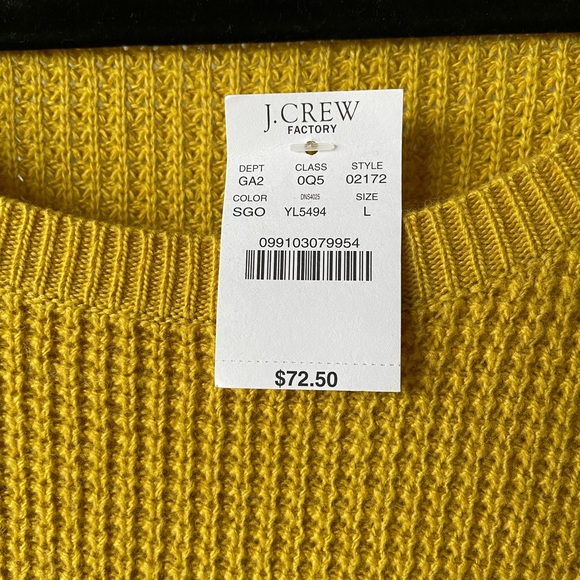 J.CREW
FACTORY
DEPT CLASS STYLE
GA2 0Q5 02172
COLOR DNS4025 SIZE
SGO YL5494 L
099103079954
$72.50